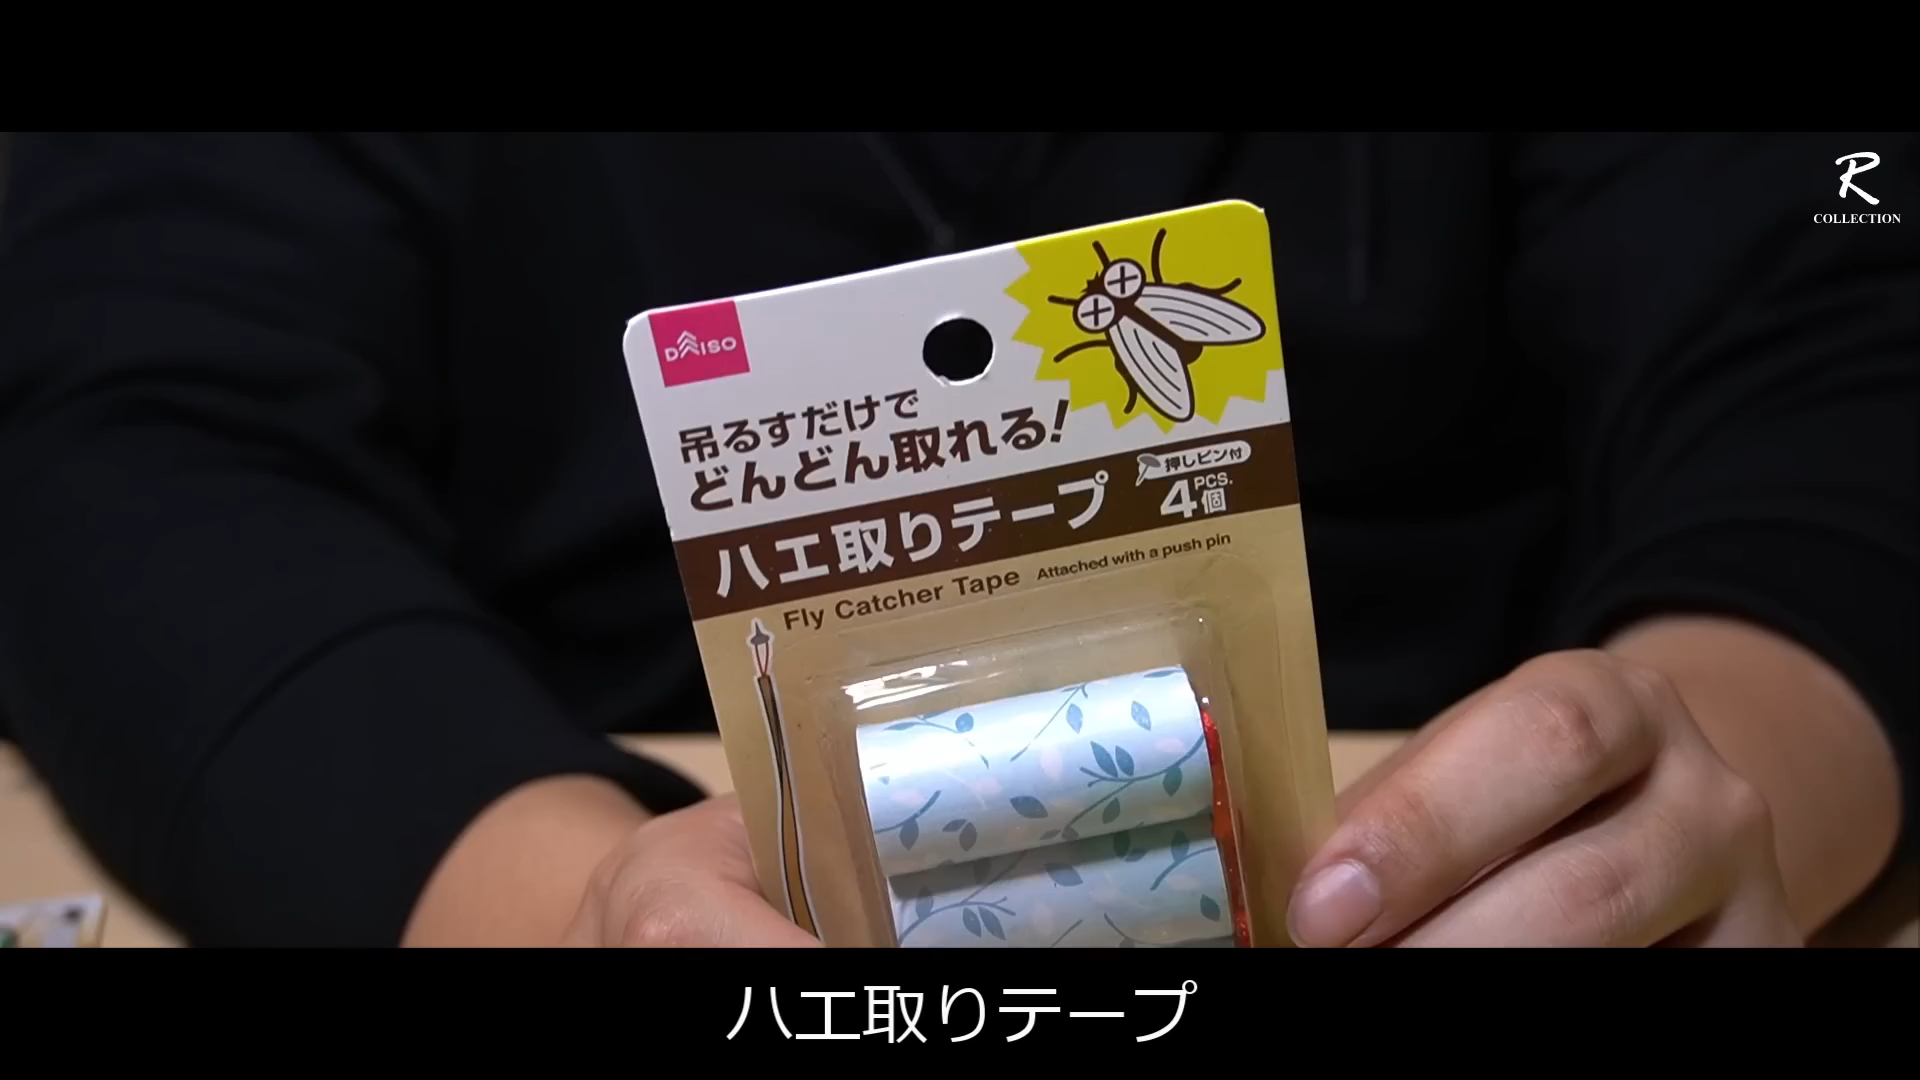 R
COLLECTION
DAISO
吊るすだけで
どんどん取れる!
ハエ取りテープ
押しピン付
4PCS.個
Fly Catcher Tape Attached with a push pin
ハエ取りテープ